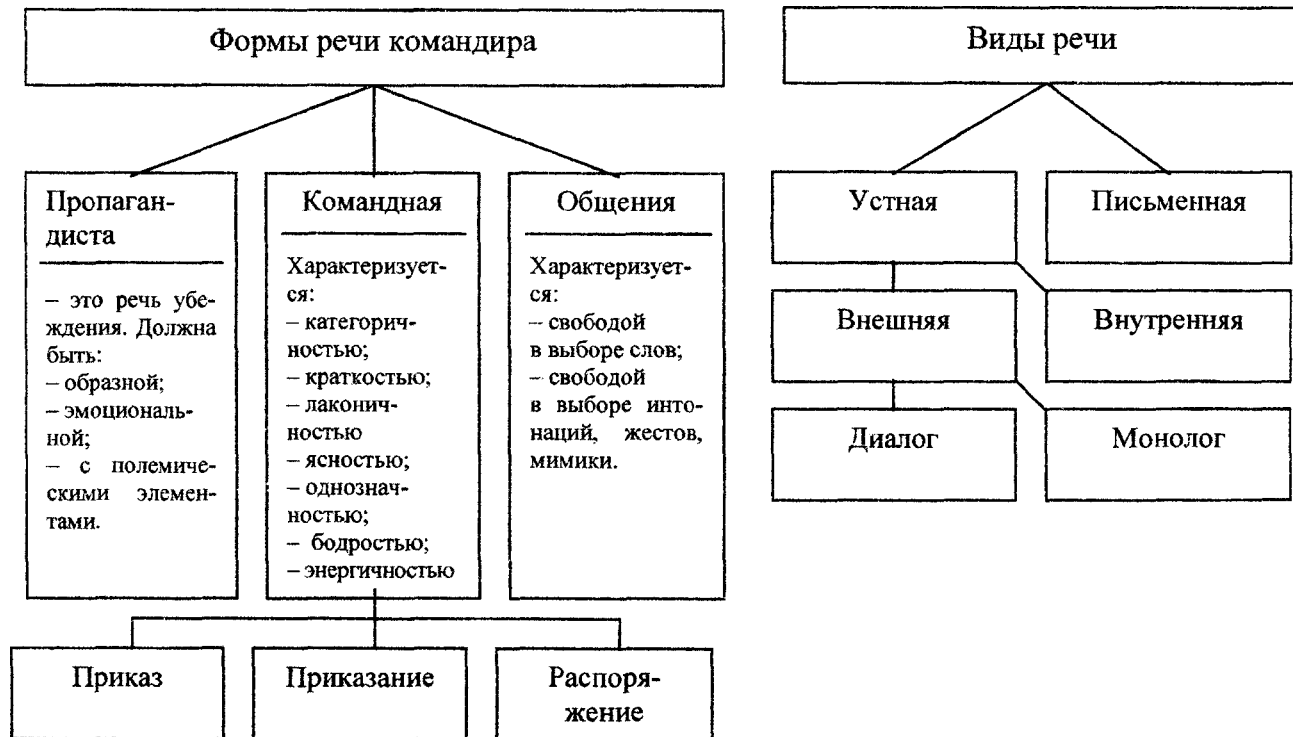 Формы речи командира
Виды речи
Пропаган-
диста
– это речь убе-
ждения. Должна
быть:
– образной;
– эмоциональ-
ной;
– с полемиче-
скими элемен-
тами.
Командная
Характеризует-
ся:
– категорич-
ностью;
– краткостью;
– лаконич-
ностью
– ясностью;
– однознач-
ностью;
– бодростью;
– энергичностью
Общения
Характеризует-
ся:
– свободой
в выборе слов;
– свободой
в выборе инто-
наций, жестов,
мимики.
Приказ
Приказание
Распоря-
жение
Устная
Письменная
Внешняя
Внутренняя
Диалог
Монолог